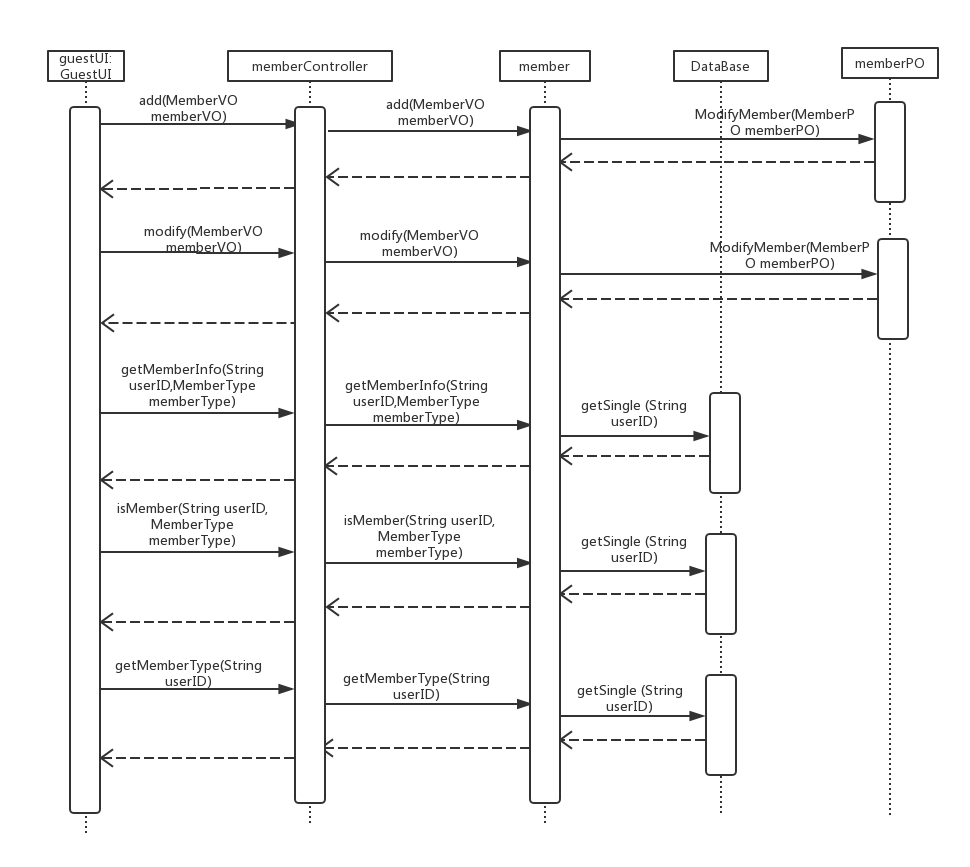 guestUI:
GuestUI
memberController
member
DataBase
memberPO
add(MemberVO
memberVO)
add(MemberVO
memberVO)
ModifyMember(MemberP
O memberPO)
modify(MemberVO
memberVO)
modify(MemberVO
memberVO)
ModifyMember(MemberP
O memberPO)
getMemberInfo(String
userID,MemberType
memberType)
getMemberInfo(String
userID,MemberType
memberType)
getSingle (String
userID)
isMember(String userID,
MemberType
memberType)
isMember(String userID,
MemberType
memberType)
getSingle (String
userID)
getMemberType(String
userID)
getMemberType(String
userID)
getSingle (String
userID)